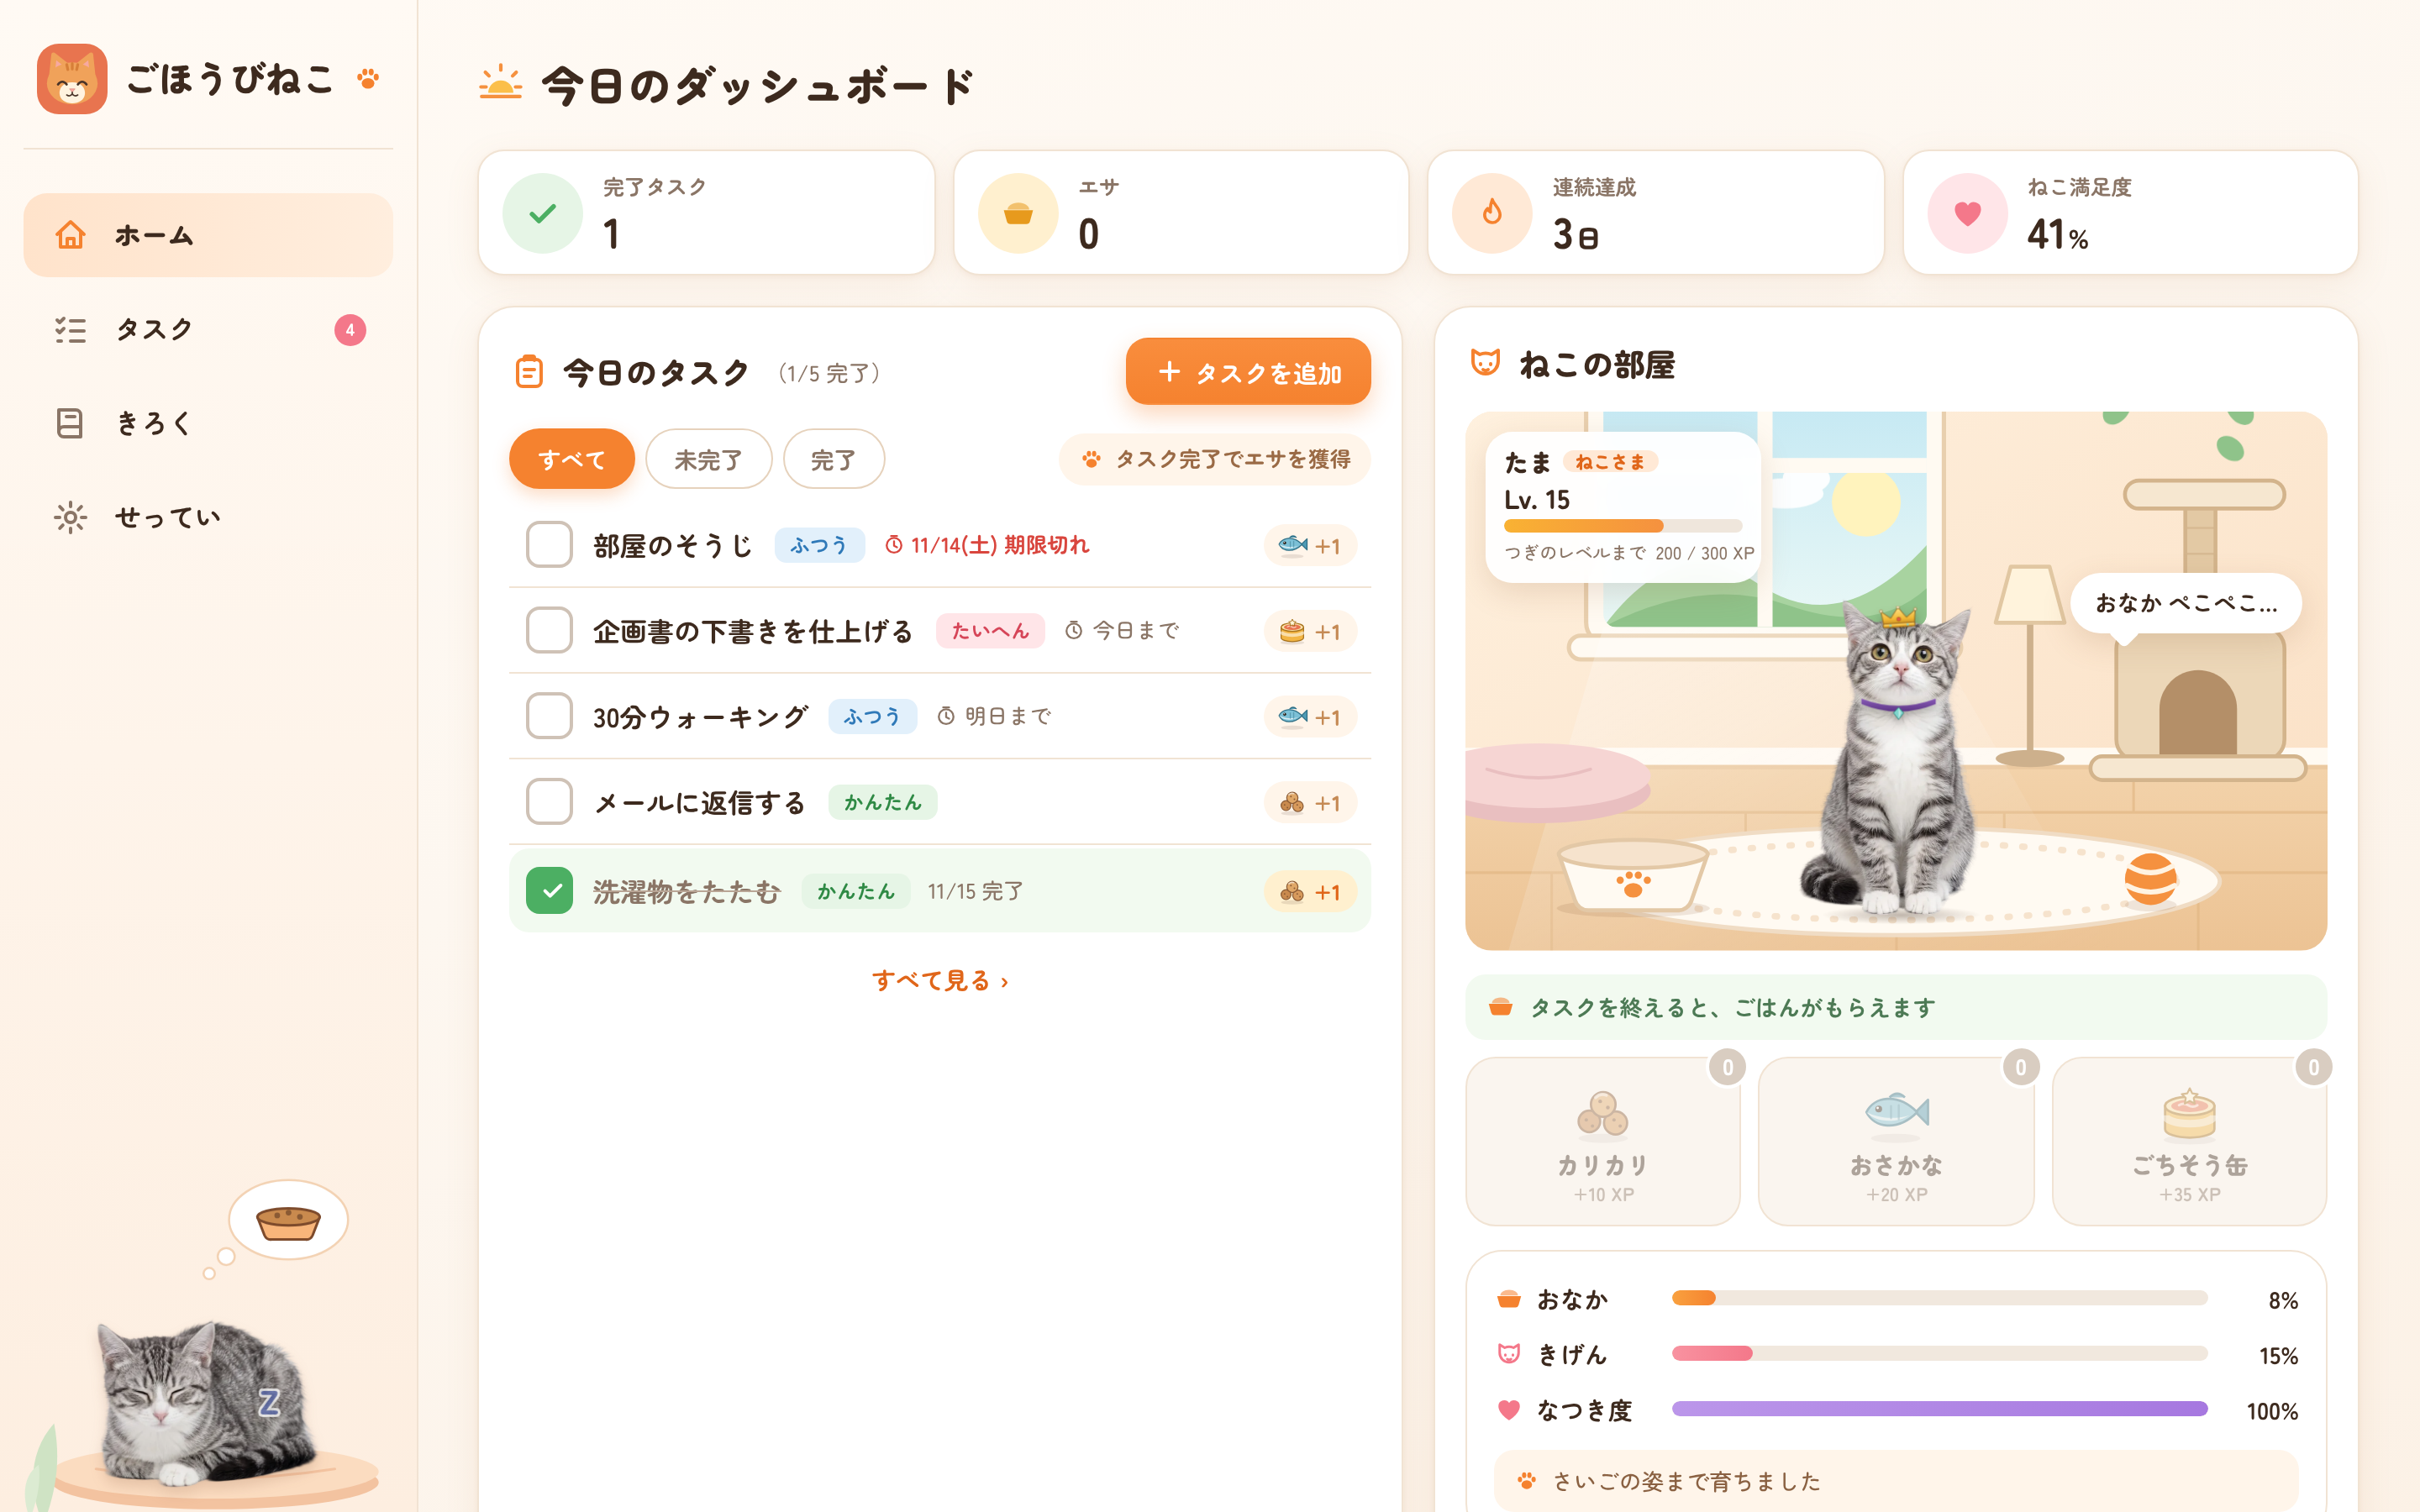 ごほうびねこ
ホーム
タスク
4
きろく
せってい
Z
今日のダッシュボード
完了タスク
1
エサ
0
連続達成
3日
ねこ満足度
41%
今日のタスク (1/5 完了)
+ タスクを追加
すべて
未完了
完了
タスク完了でエサを獲得
部屋のそうじ ふつう 11/14(土) 期限切れ +1
企画書の下書きを仕上げる たいへん 今日まで +1
30分ウォーキング ふつう 明日まで +1
メールに返信する かんたん +1
洗濯物をたたむ かんたん 11/15 完了 +1
すべて見る ›
ねこの部屋
たま ねこさま
Lv. 15
つぎのレベルまで 200 / 300 XP
おなか ぺこぺこ…
タスクを終えると、ごはんがもらえます
0
カリカリ
+10 XP
0
おさかな
+20 XP
0
ごちそう缶
+35 XP
おなか 8%
きげん 15%
なつき度 100%
さいごの姿まで育ちました